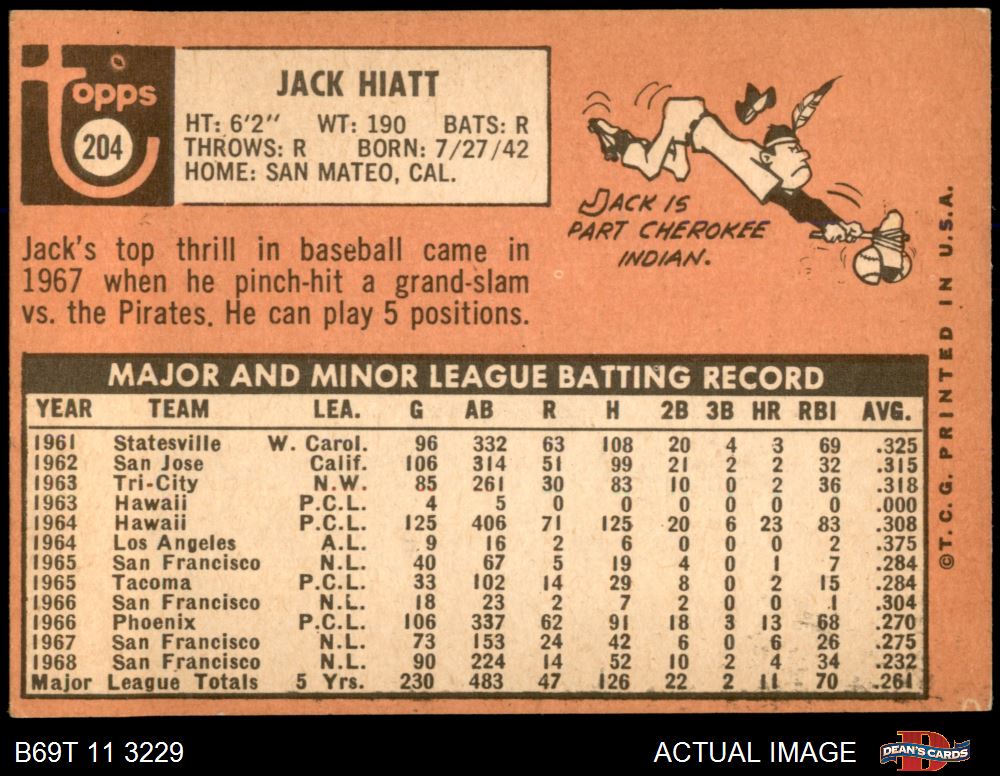 topps
204
JACK HIATT
HT: 6'2" WT: 190 BATS: R
THROWS: R BORN: 7/27/42
HOME: SAN MATEO, CAL.
Jack's top thrill in baseball came in
1967 when he pinch-hit a grand-slam
vs. the Pirates. He can play 5 positions.
JACK IS
PART CHEROKEE
INDIAN.
MAJOR AND MINOR LEAGUE BATTING RECORD
YEAR TEAM LEA. G AB R H 2B 3B HR RBI AVG.
1961 Statesville W. Carol. 96 332 63 108 20 4 3 69 .325
1962 San Jose Calif. 106 314 51 99 21 2 2 32 .315
1963 Tri-City N.W. 85 261 30 83 10 0 2 36 .318
1963 Hawaii P.C.L. 4 5 0 0 0 0 0 0 .000
1964 Hawaii P.C.L. 125 406 71 125 20 6 23 83 .308
1964 Los Angeles A.L. 9 16 2 6 0 0 0 2 .375
1965 San Francisco N.L. 40 67 5 19 4 0 1 7 .284
1965 Tacoma P.C.L. 33 102 14 29 8 0 2 15 .284
1966 San Francisco N.L. 18 23 2 7 2 0 0 1 .304
1966 Phoenix P.C.L. 106 337 62 91 18 3 13 68 .270
1967 San Francisco N.L. 73 153 24 42 6 0 6 26 .275
1968 San Francisco N.L. 90 224 14 52 10 2 4 34 .232
Major League Totals 5 Yrs. 230 483 47 126 22 2 11 70 .261
©T. C. G. PRINTED IN U.S.A.
B69T 11 3229
ACTUAL IMAGE
D
DEAN'S CARDS